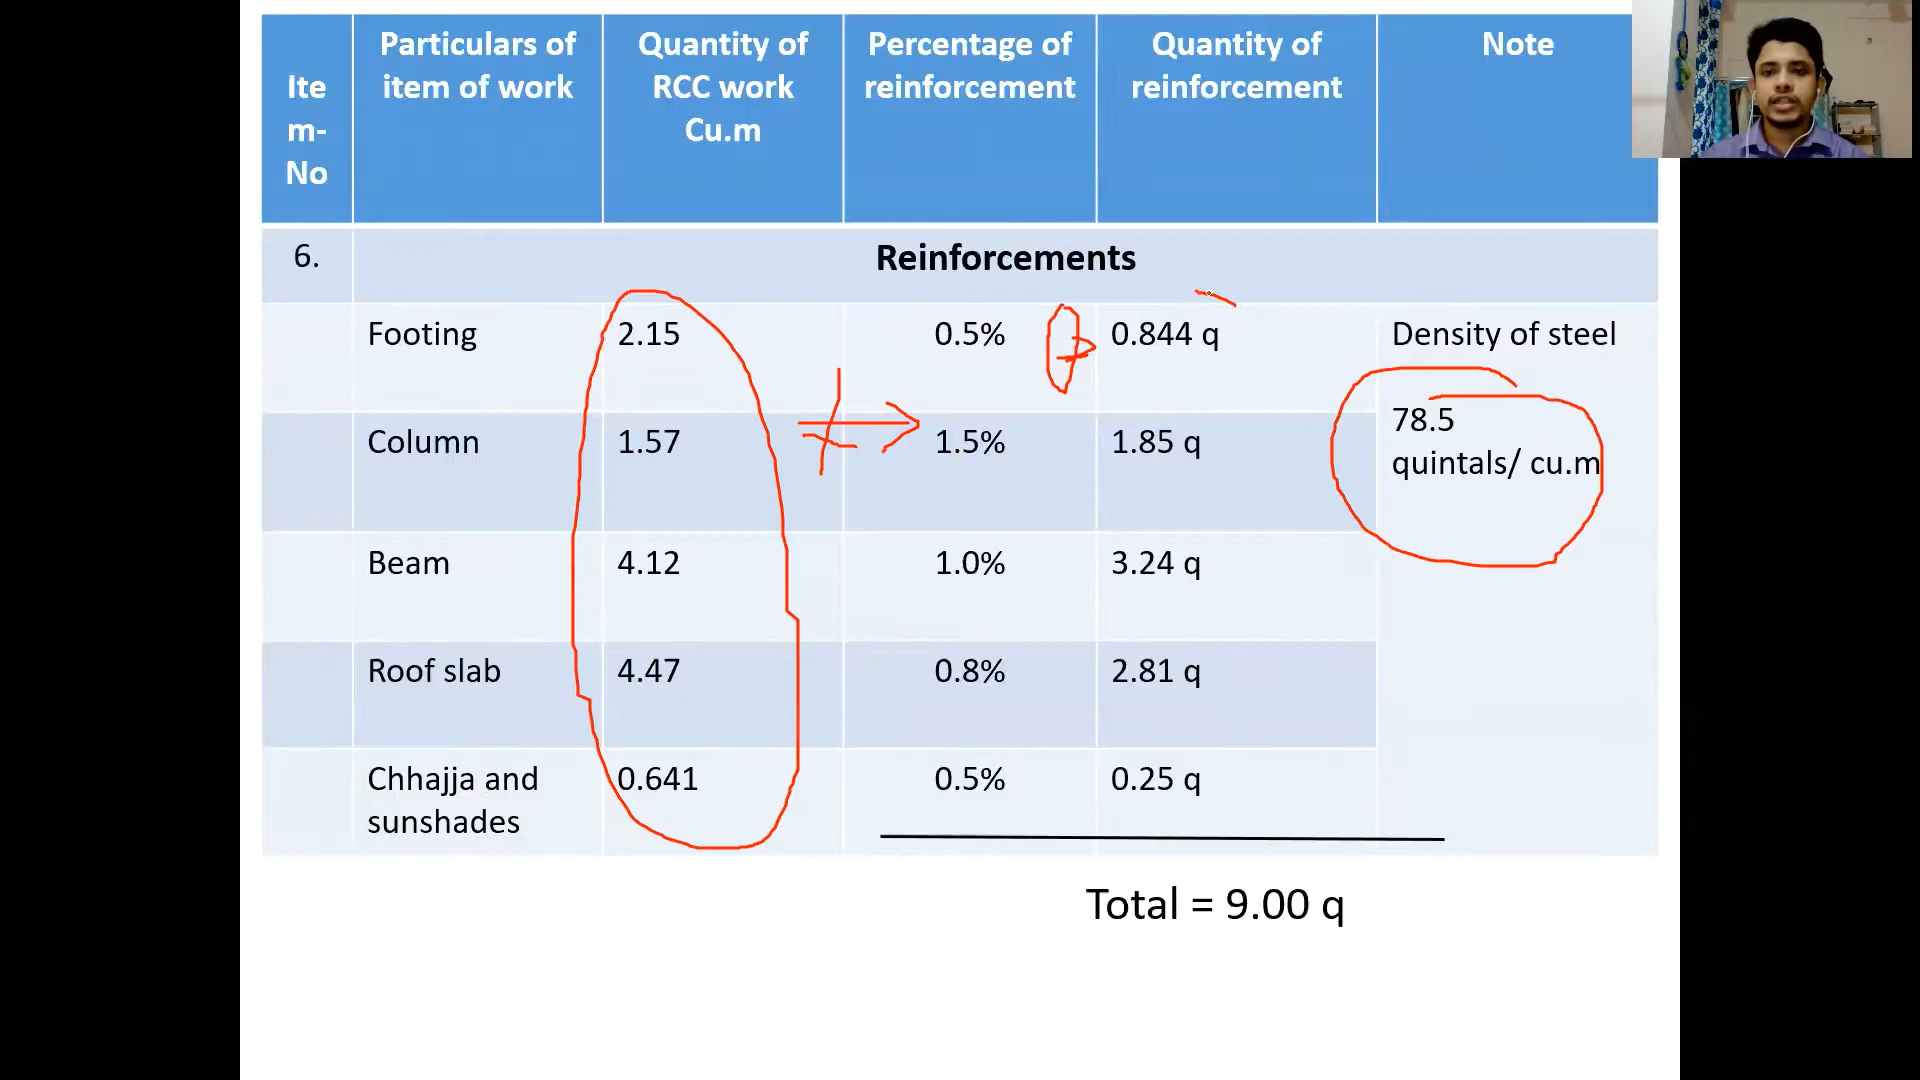 Ite
m-
No
Particulars of
item of work
Quantity of
RCC work
Cu.m
Percentage of
reinforcement
Quantity of
reinforcement
Note
6.
Reinforcements
Footing
2.15
0.5%
0.844 q
Density of steel
78.5
quintals/ cu.m
Column
1.57
1.5%
1.85 q
Beam
4.12
1.0%
3.24 q
Roof slab
4.47
0.8%
2.81 q
Chhajja and
sunshades
0.641
0.5%
0.25 q
Total = 9.00 q